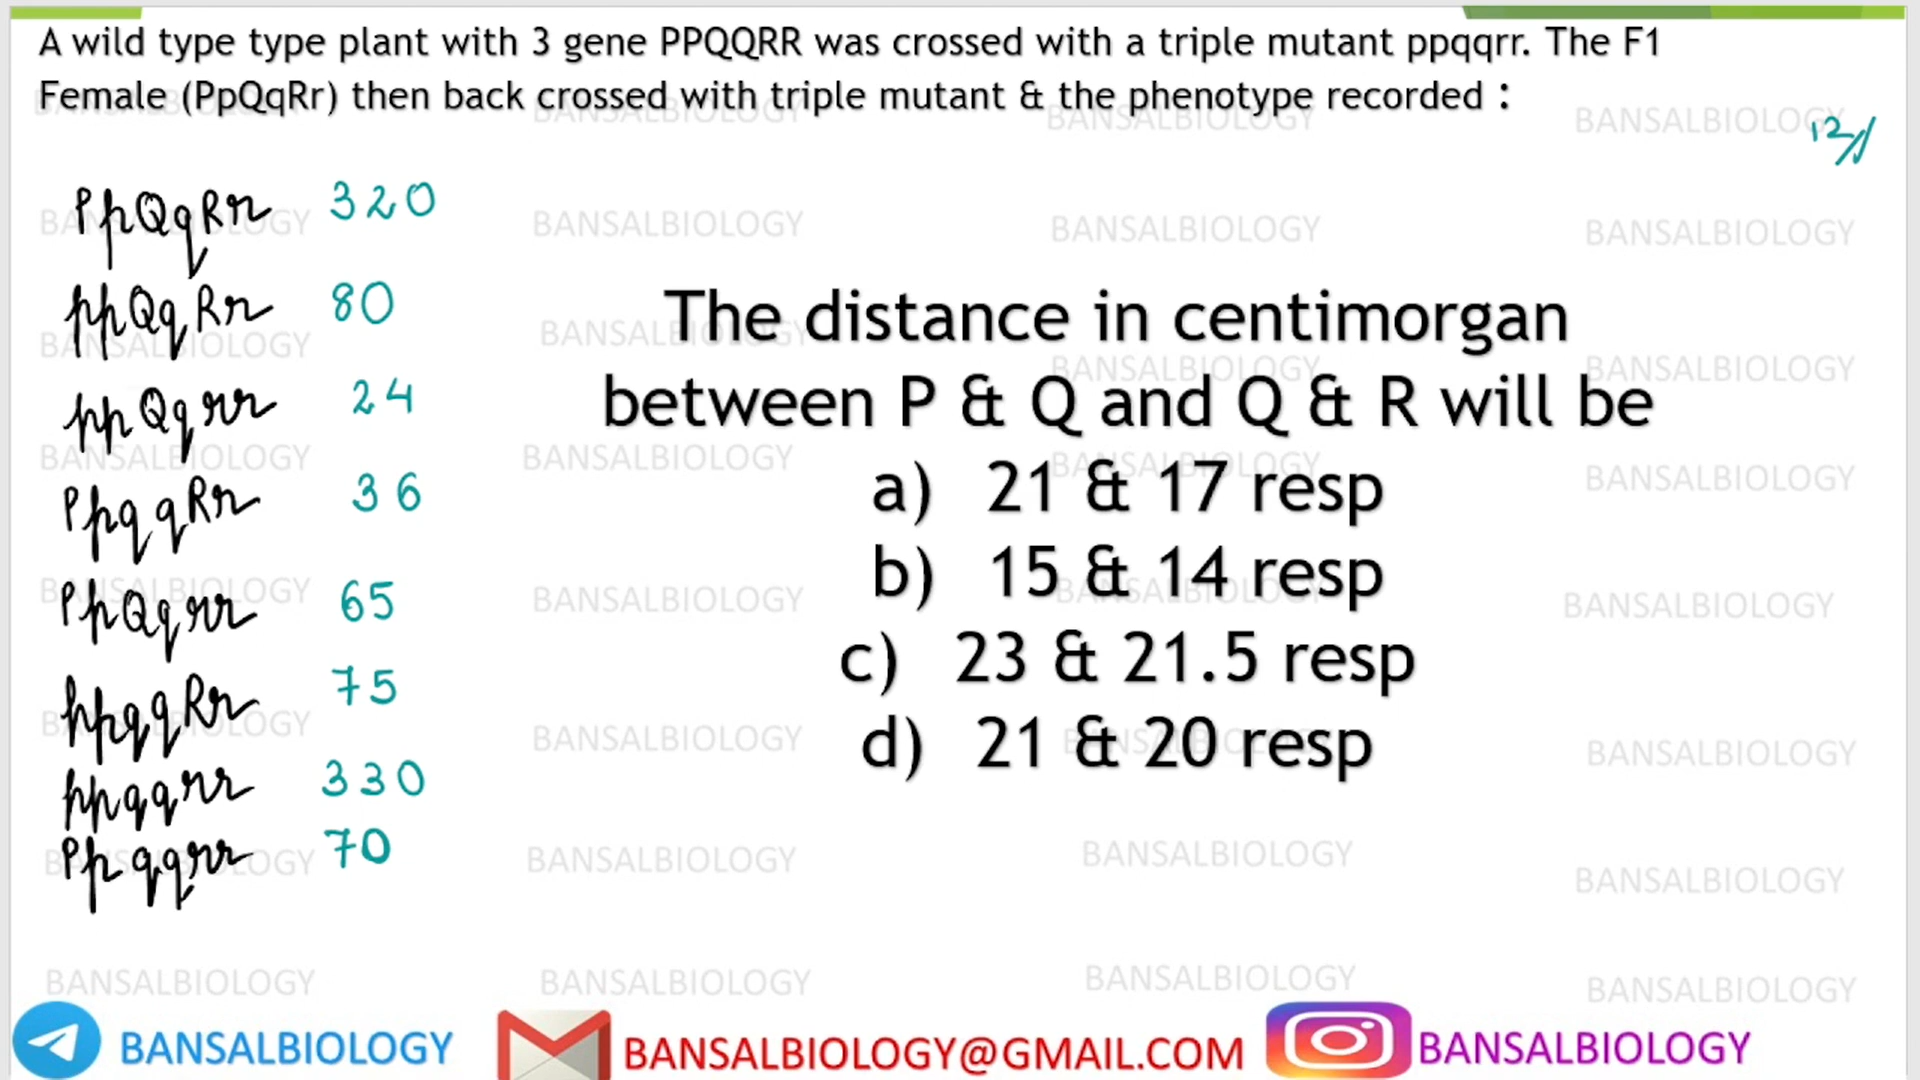 A wild type type plant with 3 gene PPQQRR was crossed with a triple mutant ppqqrr. The F1
Female (PpQqRr) then back crossed with triple mutant & the phenotype recorded :
PpQqRr 320
ppQqRr 80
ppQqrr 24
PpqqRr 36
PpQqrr 65
ppqqRr 75
ppqqrr 330
Ppqqrr 70
The distance in centimorgan
between P & Q and Q & R will be
a) 21 & 17 resp
b) 15 & 14 resp
c) 23 & 21.5 resp
d) 21 & 20 resp
BANSALBIOLOGY
BANSALBIOLOGY@GMAIL.COM
BANSALBIOLOGY